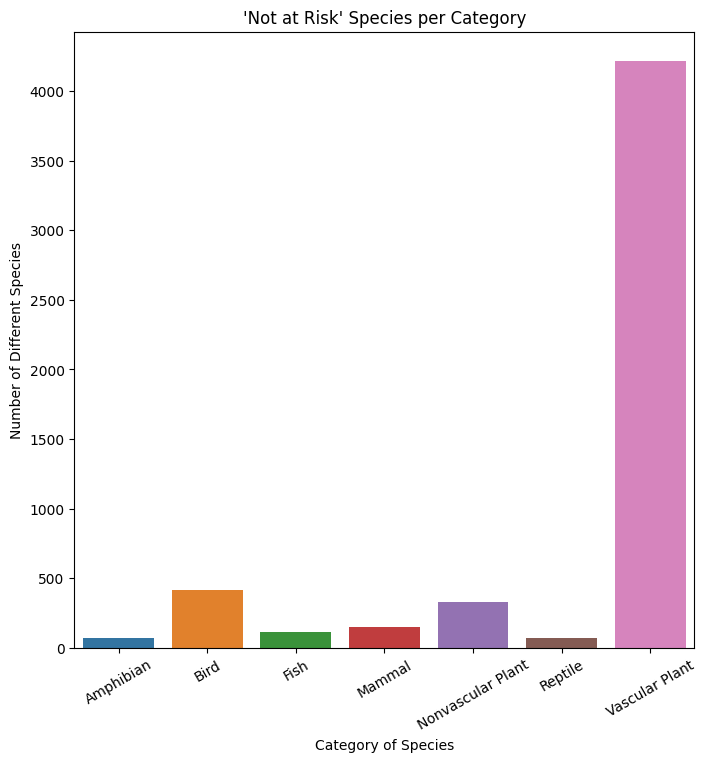 'Not at Risk' Species per Category
Number of Different Species
4000
3500
3000
2500
2000
1500
1000
500
0
Amphibian
Bird
Fish
Mammal
Nonvascular Plant
Reptile
Vascular Plant
Category of Species